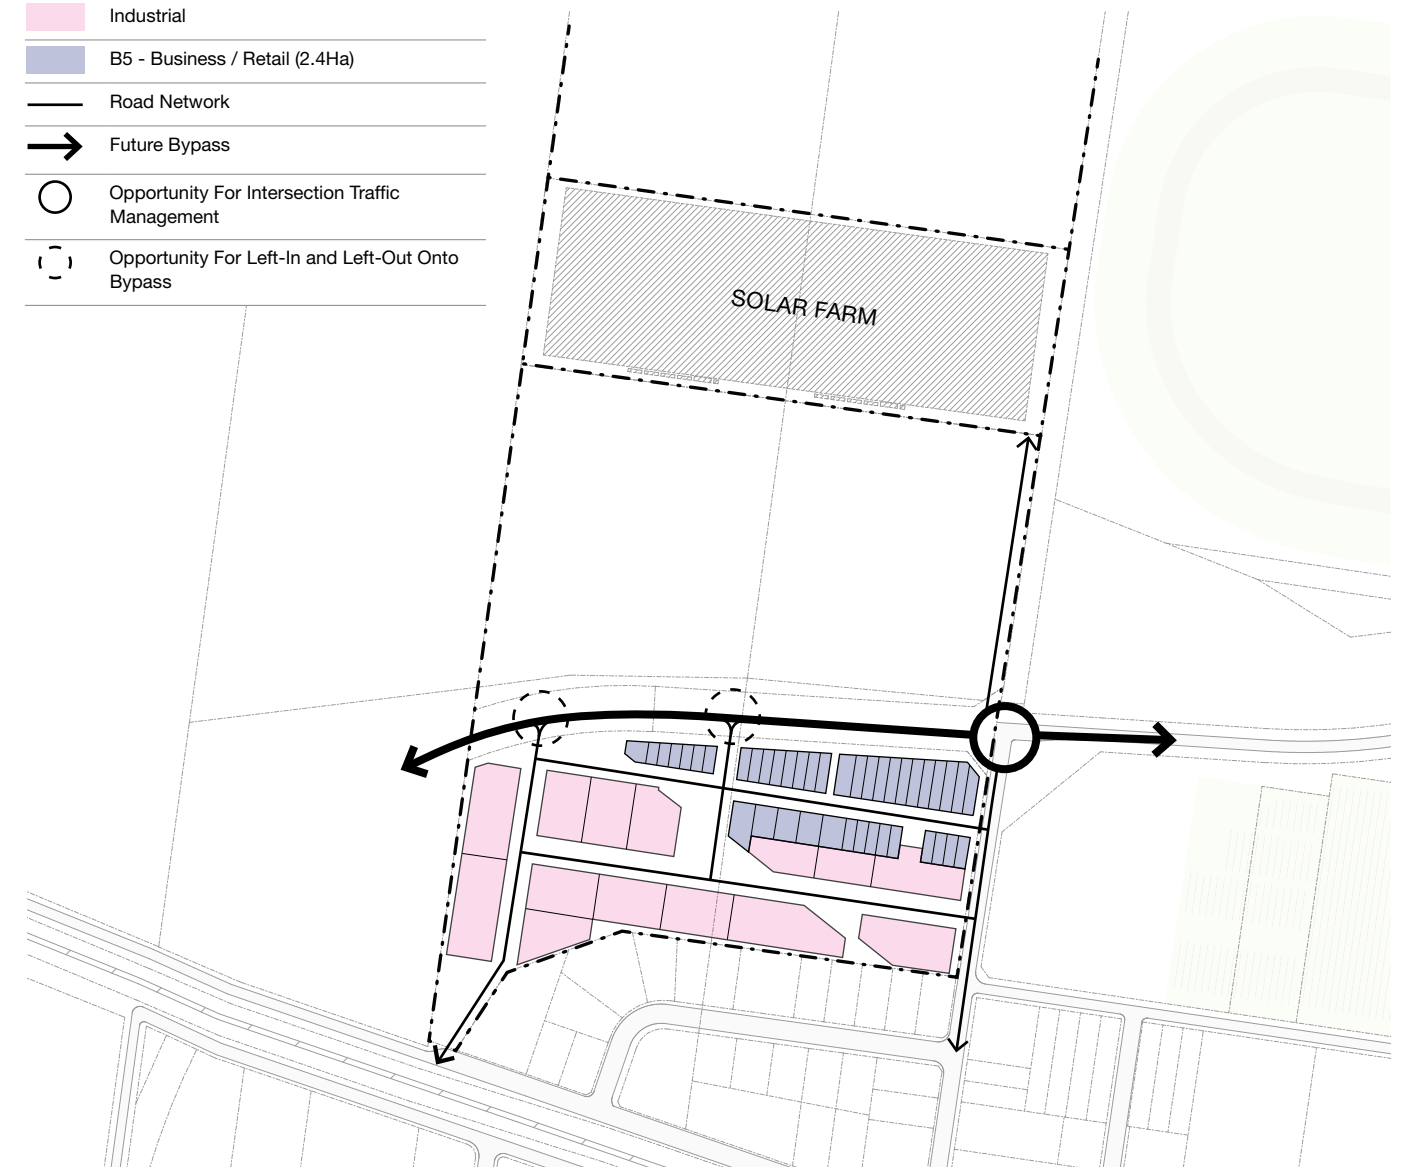 Industrial
B5 - Business / Retail (2.4Ha)
Road Network
Future Bypass
Opportunity For Intersection Traffic
Management
Opportunity For Left-In and Left-Out Onto
Bypass
SOLAR FARM